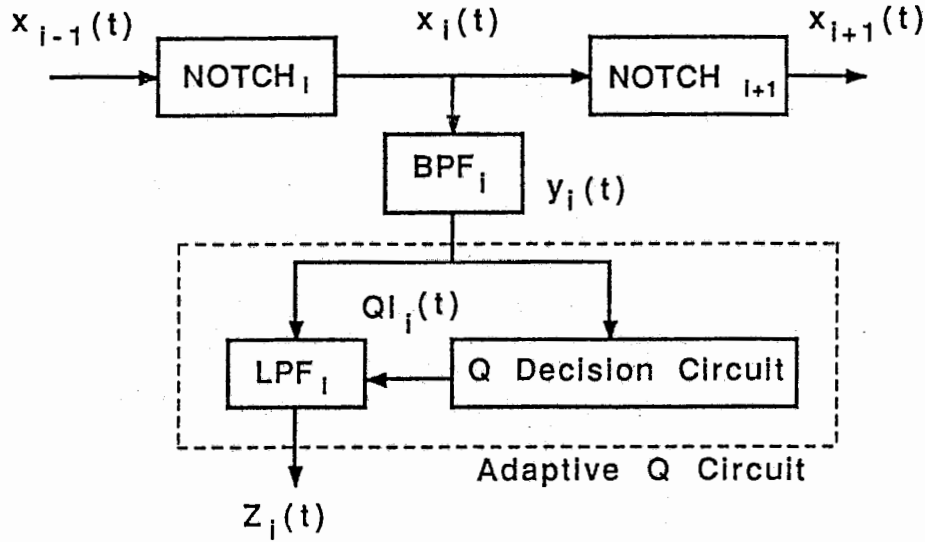 x i-1 (t)
x i (t)
x i+1 (t)
NOTCH i
NOTCH i+1
BPF i
y i (t)
QI i (t)
LPF i
Q Decision Circuit
Adaptive Q Circuit
Z i (t)